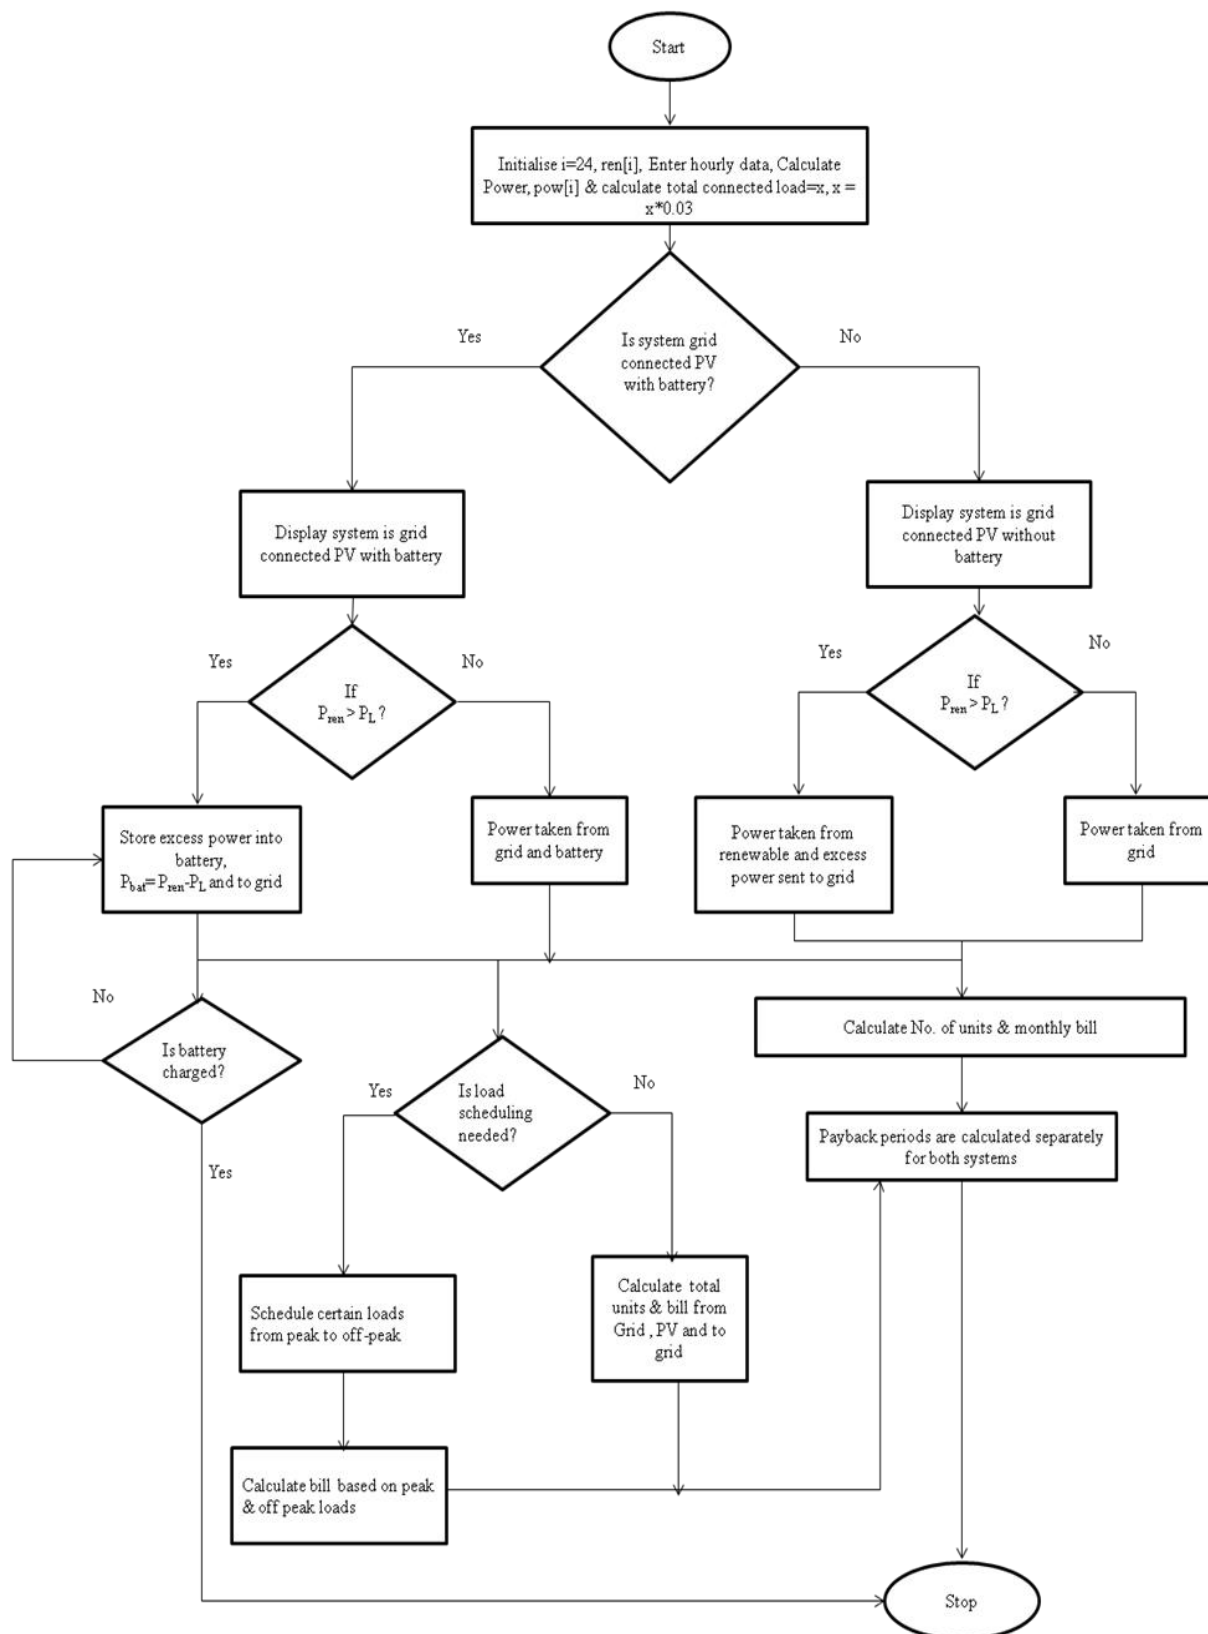 Start
Initialise i=24, ren[i], Enter hourly data, Calculate
Power, pow[i] & calculate total connected load=x, x =
x*0.03
Yes
No
Is system grid
connected PV
with battery?
Display system is grid
connected PV with battery
Display system is grid
connected PV without
battery
Yes
No
If
Pren > PL ?
Yes
No
If
Pren > PL ?
Store excess power into
battery,
Pbat= Pren-PL and to grid
Power taken from
grid and battery
Power taken from
renewable and excess
power sent to grid
Power taken from
grid
No
Is battery
charged?
Yes
Calculate No. of units & monthly bill
Yes
No
Is load
scheduling
needed?
Payback periods are calculated separately
for both systems
Schedule certain loads
from peak to off-peak
Calculate total
units & bill from
Grid , PV and to
grid
Calculate bill based on peak
& off peak loads
Stop